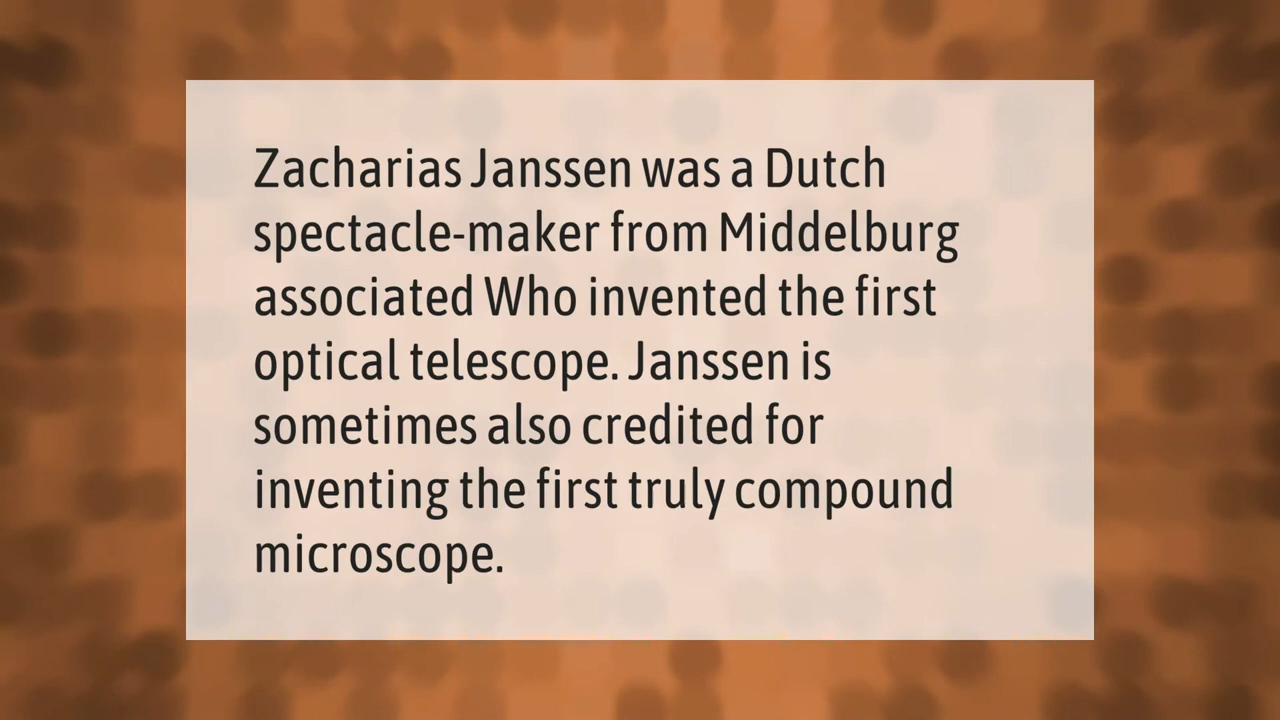 Zacharias Janssen was a Dutch
spectacle-maker from Middelburg
associated Who invented the first
optical telescope. Janssen is
sometimes also credited for
inventing the first truly compound
microscope.